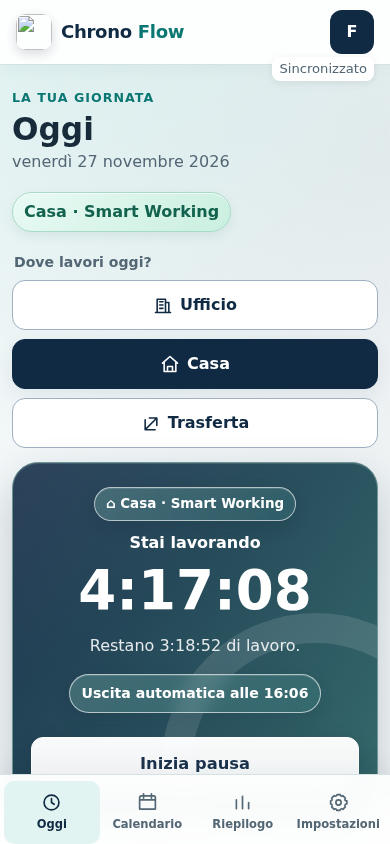 Chrono Flow
F
Sincronizzato
LA TUA GIORNATA
Oggi
venerdì 27 novembre 2026
Casa · Smart Working
Dove lavori oggi?
Ufficio
Casa
Trasferta
⌂ Casa · Smart Working
Stai lavorando
4:17:08
Restano 3:18:52 di lavoro.
Uscita automatica alle 16:06
Inizia pausa
Oggi
Calendario
Riepilogo
Impostazioni